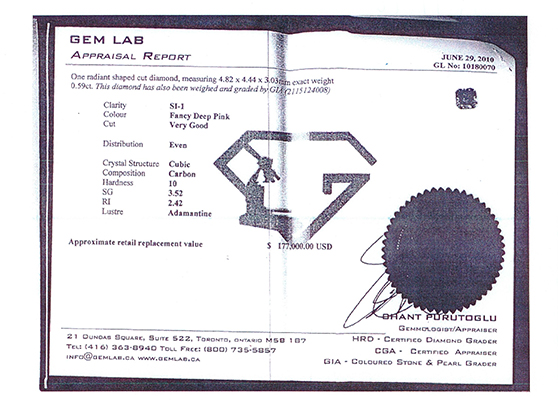 GEM LAB
APPRAISAL REPORT
JUNE 29, 2010
GL No: 10180070
One radiant shaped cut diamond, measuring 4.82 x 4.44 x 3.03mm exact weight
0.59ct. This diamond has also been weighed and graded by GIA (2115124008)
Clarity SI-1
Colour Fancy Deep Pink
Cut Very Good
Distribution Even
Crystal Structure Cubic
Composition Carbon
Hardness 10
SG 3.52
RI 2.42
Lustre Adamantine
Approximate retail replacement value $ 177,000.00 USD
SHANT PURUTOGLU
GEMMOLOGIST/APPRAISER
HRD - CERTIFIED DIAMOND GRADER
CGA - CERTIFIED APPRAISER
GIA - COLOURED STONE & PEARL GRADER
21 DUNDAS SQUARE, SUITE 522, TORONTO, ONTARIO M5B 1B7
TEL: (416) 363-8940 TOLL FREE: (800) 735-5857
INFO@GEMLAB.CA WWW.GEMLAB.CA